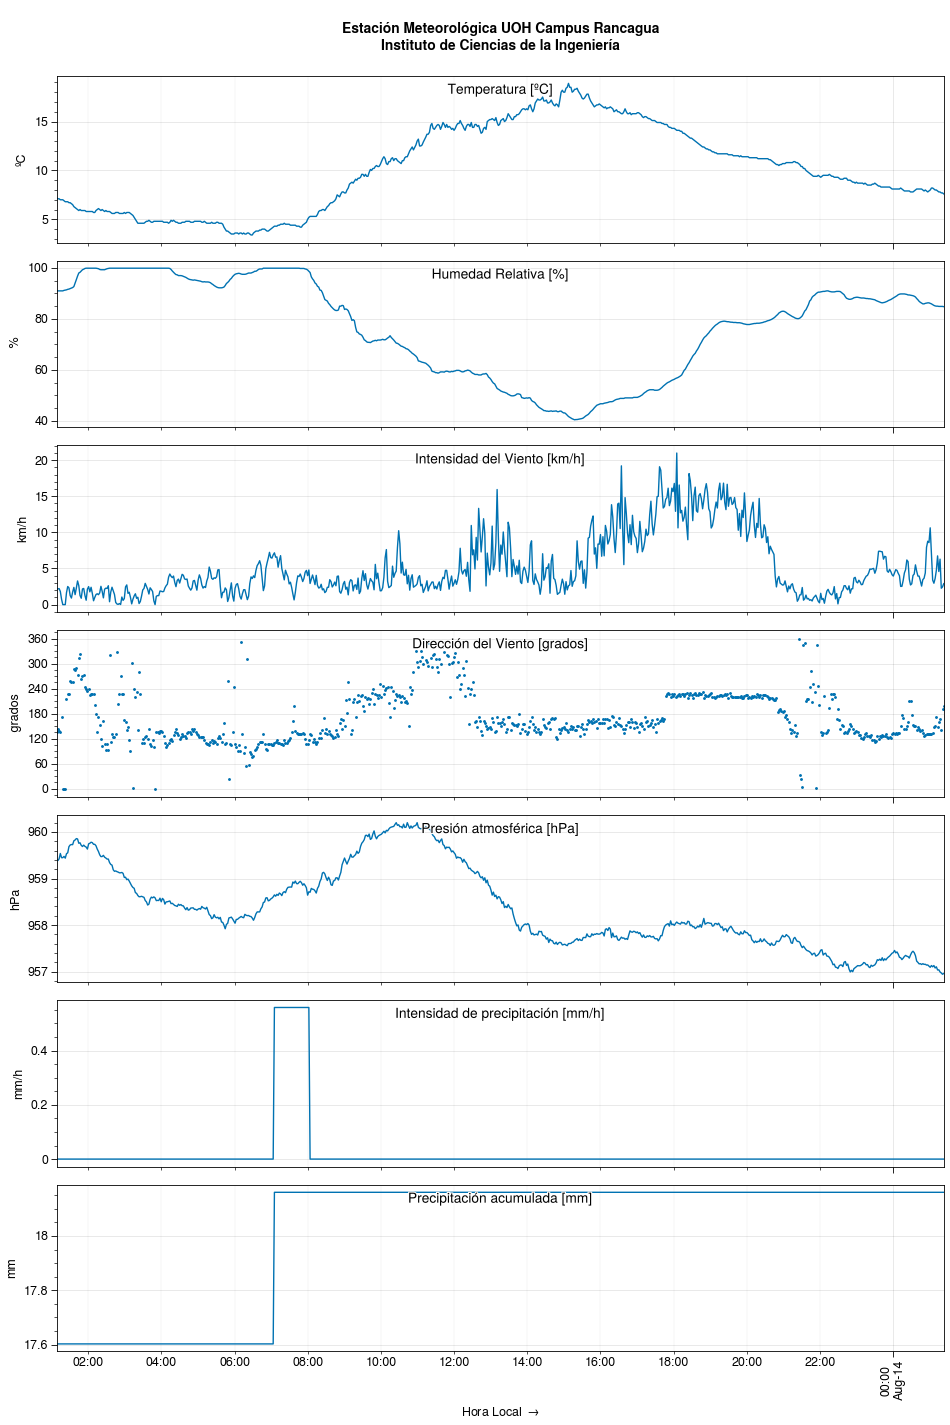 Estación Meteorológica UOH Campus Rancagua
Instituto de Ciencias de la Ingeniería
Temperatura [ºC]
15
10
5
ºC
Humedad Relativa [%]
100
80
60
40
%
Intensidad del Viento [km/h]
20
15
10
5
0
km/h
Dirección del Viento [grados]
360
300
240
180
120
60
0
grados
Presión atmosférica [hPa]
960
959
958
957
hPa
Intensidad de precipitación [mm/h]
0.4
0.2
0
mm/h
Precipitación acumulada [mm]
18
17.8
17.6
mm
02:00 04:00 06:00 08:00 10:00 12:00 14:00 16:00 18:00 20:00 22:00 00:00
Aug-14
Hora Local →